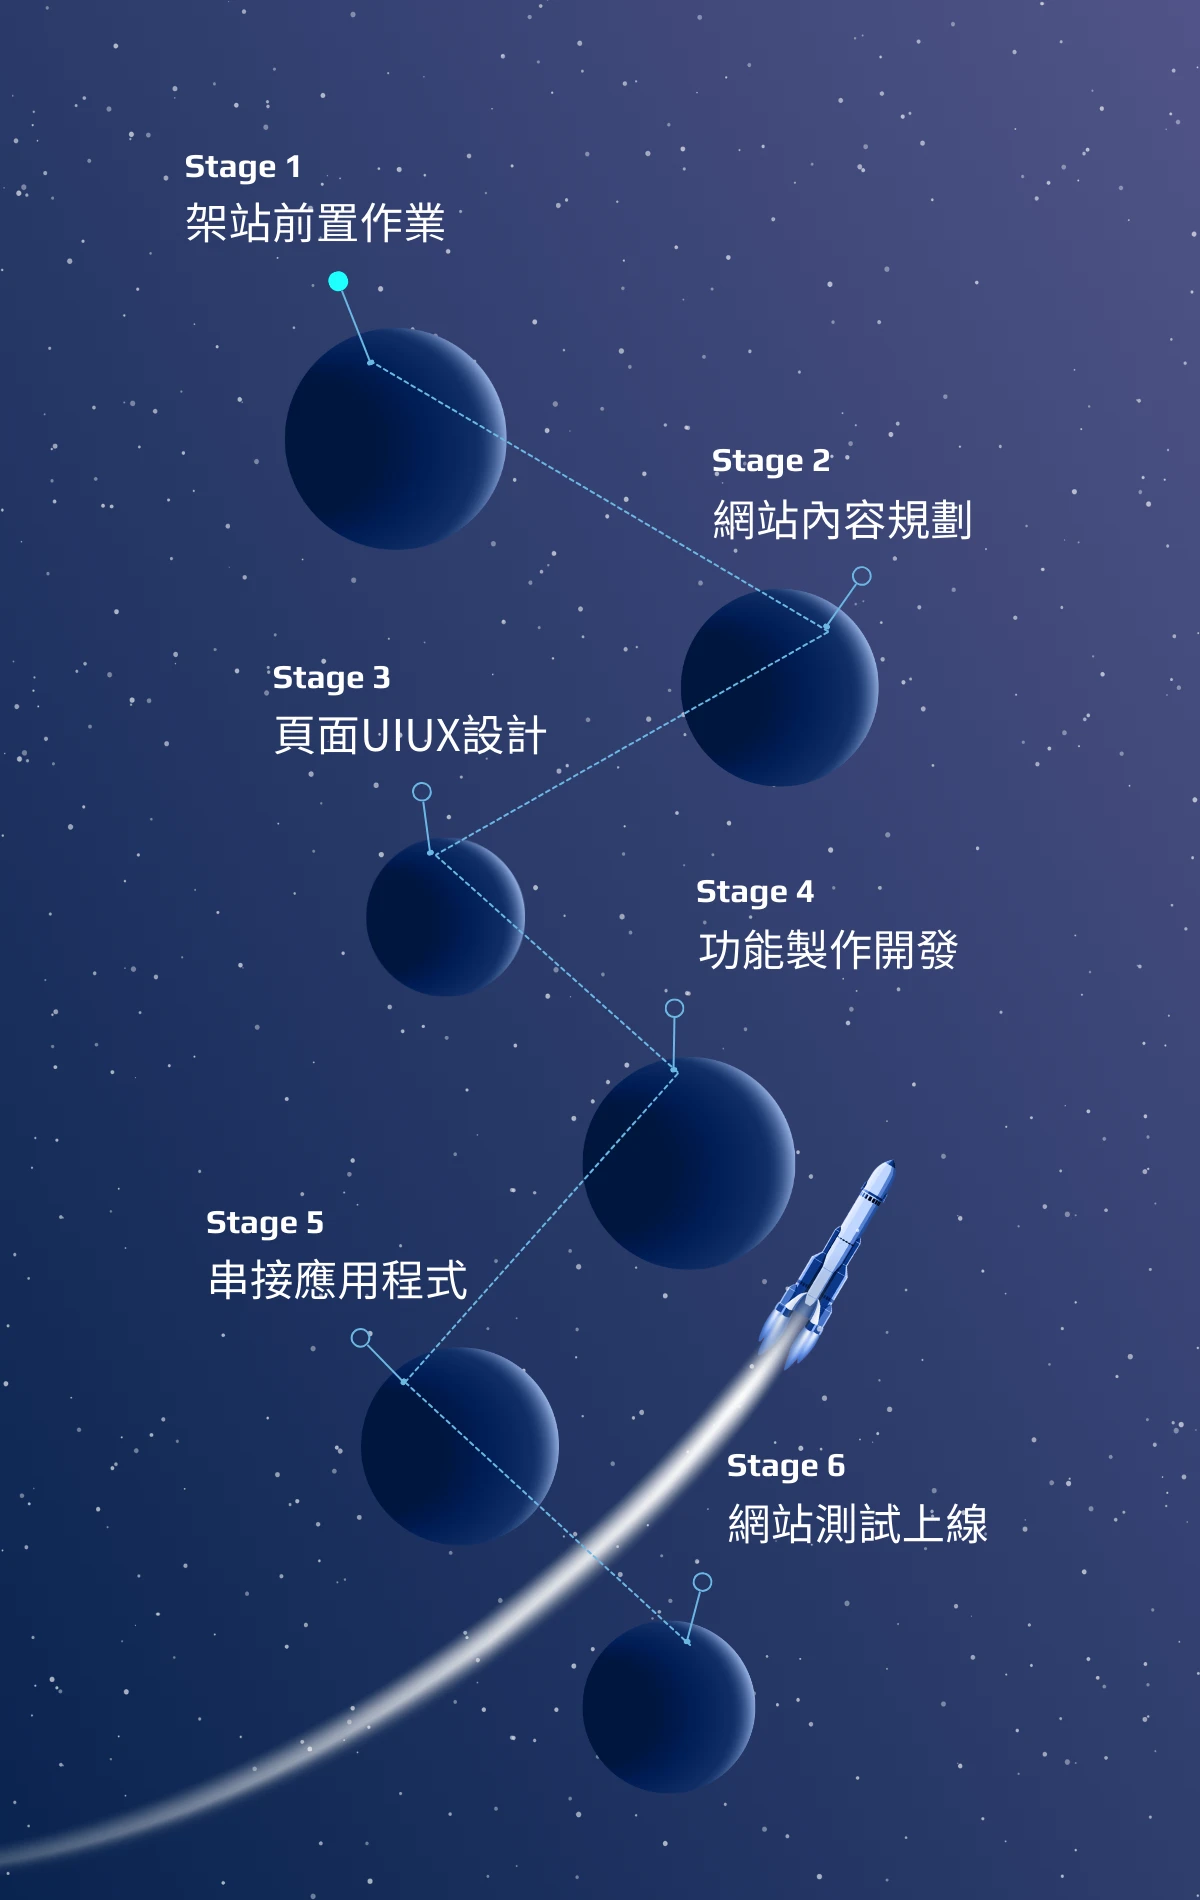 Stage 1
架站前置作業
Stage 2
網站內容規劃
Stage 3
頁面UIUX設計
Stage 4
功能製作開發
Stage 5
串接應用程式
Stage 6
網站測試上線